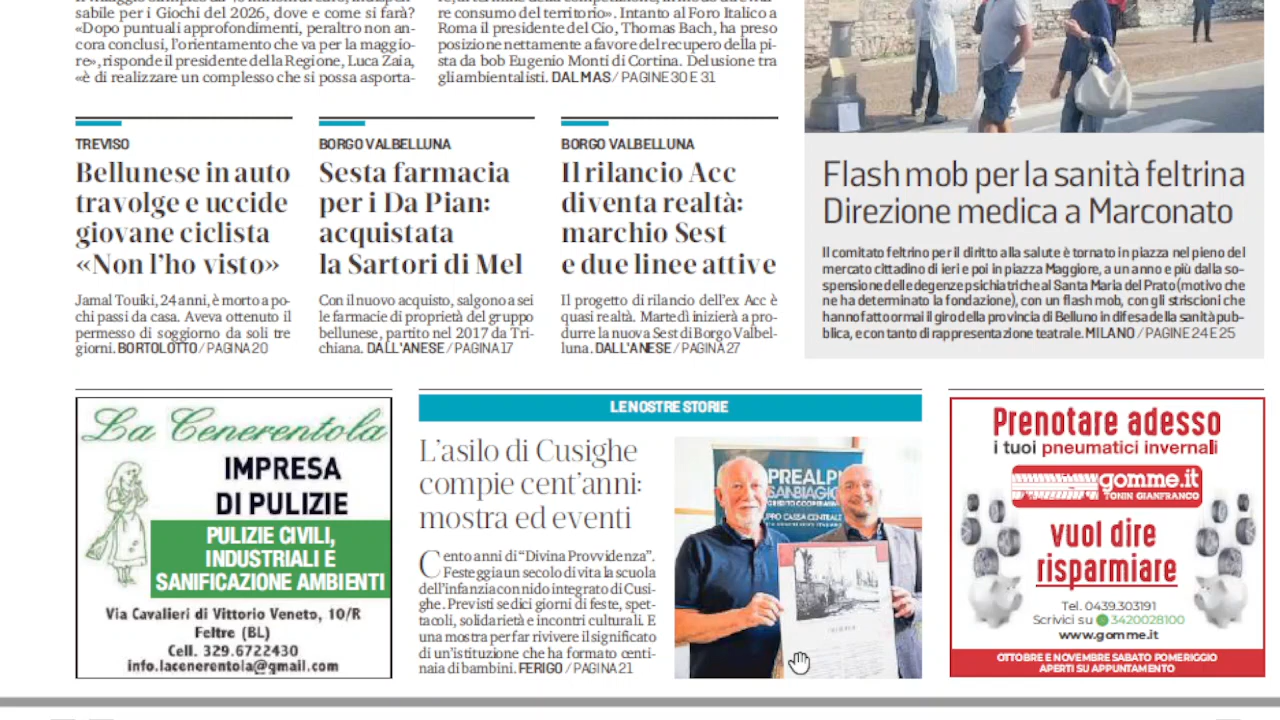 sabile per i Giochi del 2026, dove e come si farà?
«Dopo puntuali approfondimenti, peraltro non an-
cora conclusi, l'orientamento che va per la maggio-
re», risponde il presidente della Regione, Luca Zaia,
«è di realizzare un complesso che si possa asporta-
re consumo del territorio». Intanto al Foro Italico a
Roma il presidente del Cio, Thomas Bach, ha preso
posizione nettamente a favore del recupero della pi-
sta da bob Eugenio Monti di Cortina. Delusione tra
gli ambientalisti. DAL MAS / PAGINE 30 E 31
TREVISO
Bellunese in auto
travolge e uccide
giovane ciclista
«Non l'ho visto»
Jamal Touiki, 24 anni, è morto a po-
chi passi da casa. Aveva ottenuto il
permesso di soggiorno da soli tre
giorni. BORTOLOTTO / PAGINA 20
BORGO VALBELLUNA
Sesta farmacia
per i Da Pian:
acquistata
la Sartori di Mel
Con il nuovo acquisto, salgono a sei
le farmacie di proprietà del gruppo
bellunese, partito nel 2017 da Tri-
chiana. DALL'ANESE / PAGINA 17
BORGO VALBELLUNA
Il rilancio Acc
diventa realtà:
marchio Sest
e due linee attive
Il progetto di rilancio dell'ex Acc è
quasi realtà. Martedì inizierà a pro-
durre la nuova Sest di Borgo Valbel-
luna. DALL'ANESE / PAGINA 27
Flash mob per la sanità feltrina
Direzione medica a Marconato
Il comitato feltrino per il diritto alla salute è tornato in piazza nel pieno del
mercato cittadino di ieri e poi in piazza Maggiore, a un anno e più dalla so-
spensione delle degenze psichiatriche al Santa Maria del Prato (motivo che
ne ha determinato la fondazione), con un flash mob, con gli striscioni che
hanno fatto ormai il giro della provincia di Belluno in difesa della sanità pub-
blica, e con tanto di rappresentazione teatrale. MILANO / PAGINE 24 E 25
La Cenerentola
IMPRESA
DI PULIZIE
PULIZIE CIVILI,
INDUSTRIALI E
SANIFICAZIONE AMBIENTI
Via Cavalieri di Vittorio Veneto, 10/R
Feltre (BL)
Cell. 329.6722430
info.lacenerentola@gmail.com
LE NOSTRE STORIE
L'asilo di Cusighe
compie cent'anni:
mostra ed eventi
Cento anni di "Divina Provvidenza".
Festeggia un secolo di vita la scuola
dell'infanzia con nido integrato di Cusi-
ghe. Previsti sedici giorni di feste, spet-
tacoli, solidarietà e incontri culturali. E
una mostra per far rivivere il significato
di un'istituzione che ha formato centi-
naia di bambini. FERIGO / PAGINA 21
PREALPI
SANBIAGIO
Prenotare adesso
i tuoi pneumatici invernali
gomme.it
TONIN GIANFRANCO
vuol dire
risparmiare
Tel. 0439.303191
Scrivici su 3420028100
www.gomme.it
OTTOBRE E NOVEMBRE SABATO POMERIGGIO
APERTI SU APPUNTAMENTO